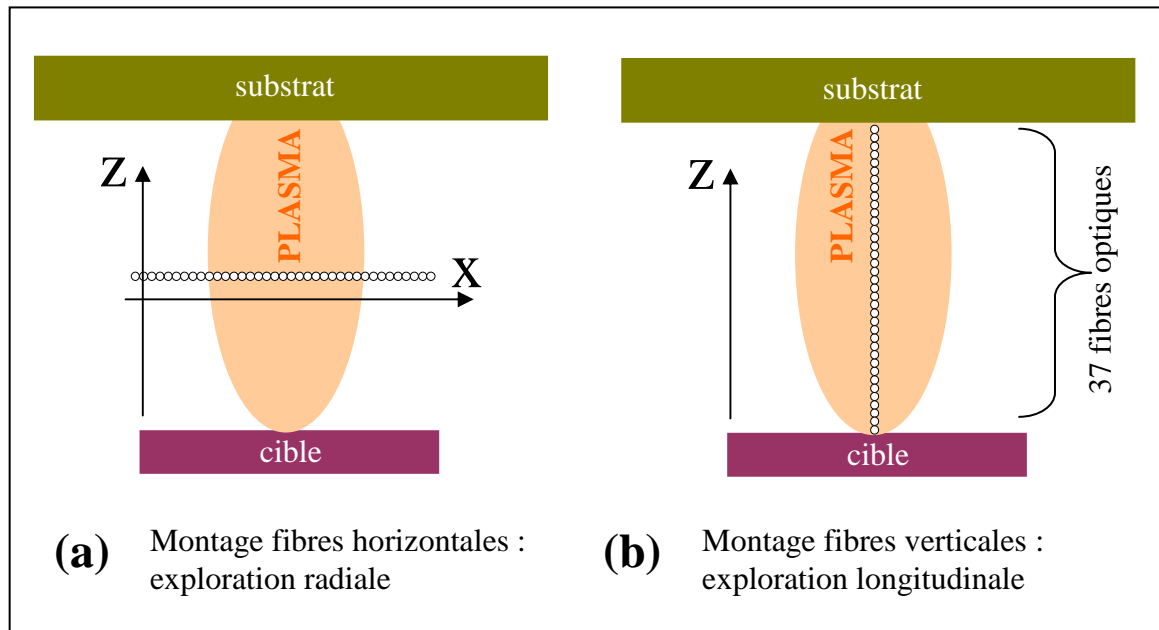 substrat
PLASMA
Z
X
cible
(a) Montage fibres horizontales :
exploration radiale
substrat
PLASMA
Z
37 fibres optiques
cible
(b) Montage fibres verticales :
exploration longitudinale